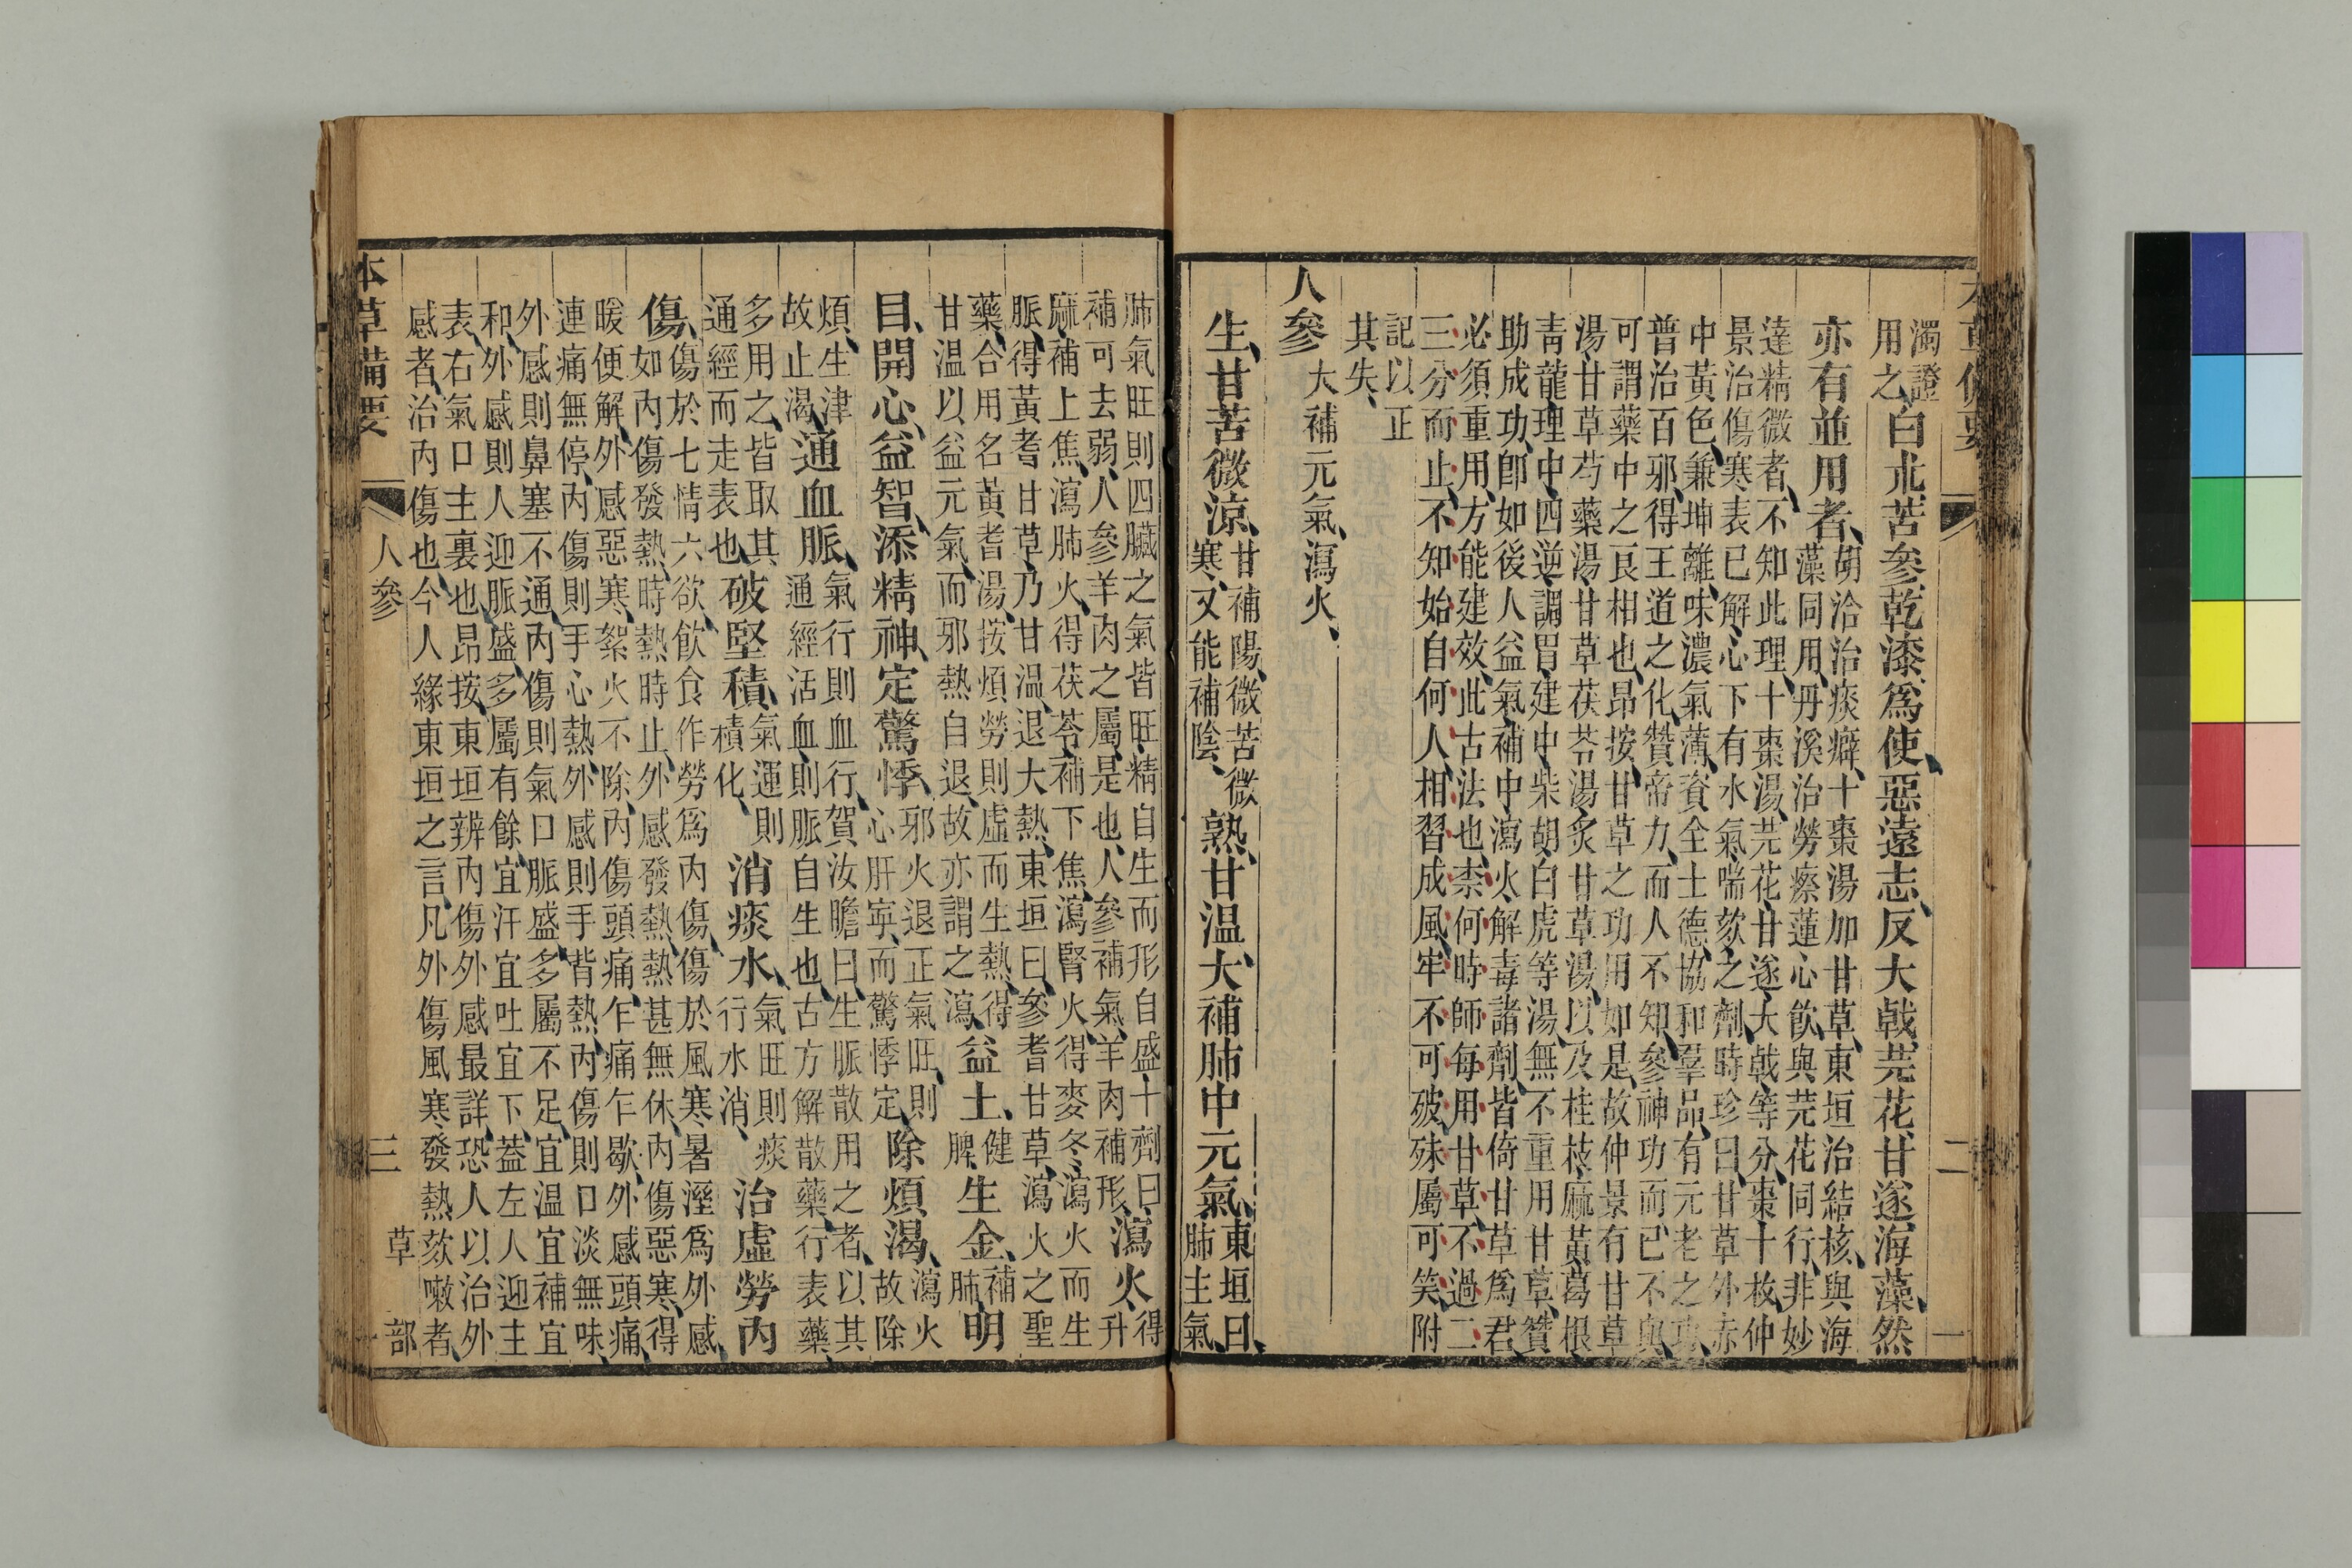 本草備要
二
濁證
用之
白朮苦參乾漆爲使惡遠志反大戟芫花甘遂海藻然
亦有並用者
胡洽治痰癖十棗湯加甘草東垣治結核與海
藻同用丹溪治勞瘵蓮心飲與芫花同行非妙
達精微者不知此理十棗湯芫花甘遂大戟等分棗十枚仲
景治傷寒表已解心下有水氣喘欬之劑時珍曰甘草外赤
中黃色兼坤離味濃氣薄資全土德協和羣品有元老之功
普治百邪得王道之化贊帝力而人不知參神功而已不與
可謂藥中之良相也昂按甘草之功用如是故仲景有甘草
湯甘草芍藥湯甘草茯苓湯炙甘草湯以及桂枝麻黃葛根
青龍理中四逆調胃建中柴胡白虎等湯無不重用甘草贊
助成功卽如後人益氣補中瀉火解毒諸劑皆倚甘草爲君
必須重用方能建效此古法也柰何時師每用甘草不過二
三分而止不知始自何人相習成風牢不可破殊屬可笑附
記以正
其失
人參大補元氣瀉火
生甘苦微涼
甘補陽微苦微
寒又能補陰
熟甘温大補肺中元氣
東垣曰
肺主氣
肺氣旺則四臟之氣皆旺精自生而形自盛十劑曰
補可去弱人參羊肉之屬是也人參補氣羊肉補形
瀉火
得升
麻補上焦瀉肺火得茯苓補下焦瀉腎火得麥冬瀉火而生
脈得黃耆甘草乃甘温退大熱東垣曰參耆甘草瀉火之聖
藥合用名黃耆湯按煩勞則虛而生熱得
甘温以益元氣而邪熱自退故亦謂之瀉
益土
健
脾
生金
補
肺
明
目開心益智添精神定驚悸
邪火退正氣旺則
心肝寧而驚悸定
除煩渴
瀉火
故除
煩生津
故止渴
通血脈
氣行則血行賀汝瞻曰生脈散用之者以其
通經活血則脈自生也古方解散藥行表藥
多用之皆取其
通經而走表也
破堅積
氣運則
積化
消痰水
氣旺則痰
行水消
治虛勞內
傷
傷於七情六欲飲食作勞爲內傷傷於風寒暑溼爲外感
如內傷發熱時熱時止外感發熱熱甚無休內傷惡寒得
暖便解外感惡寒絮火不除內傷頭痛乍痛乍歇外感頭痛
連痛無停內傷則手心熱外感則手背熱內傷則口淡無味
外感則鼻塞不通內傷則氣口脈盛多屬不足宜温宜補宜
和外感則人迎脈盛多屬有餘宜汗宜吐宜下蓋左人迎主
表右氣口主裏也昂按東垣辨內傷外感最詳恐人以治外
感者治內傷也今人緣東垣之言凡外傷風寒發熱欬嗽者
本草備要
人參
三
草部